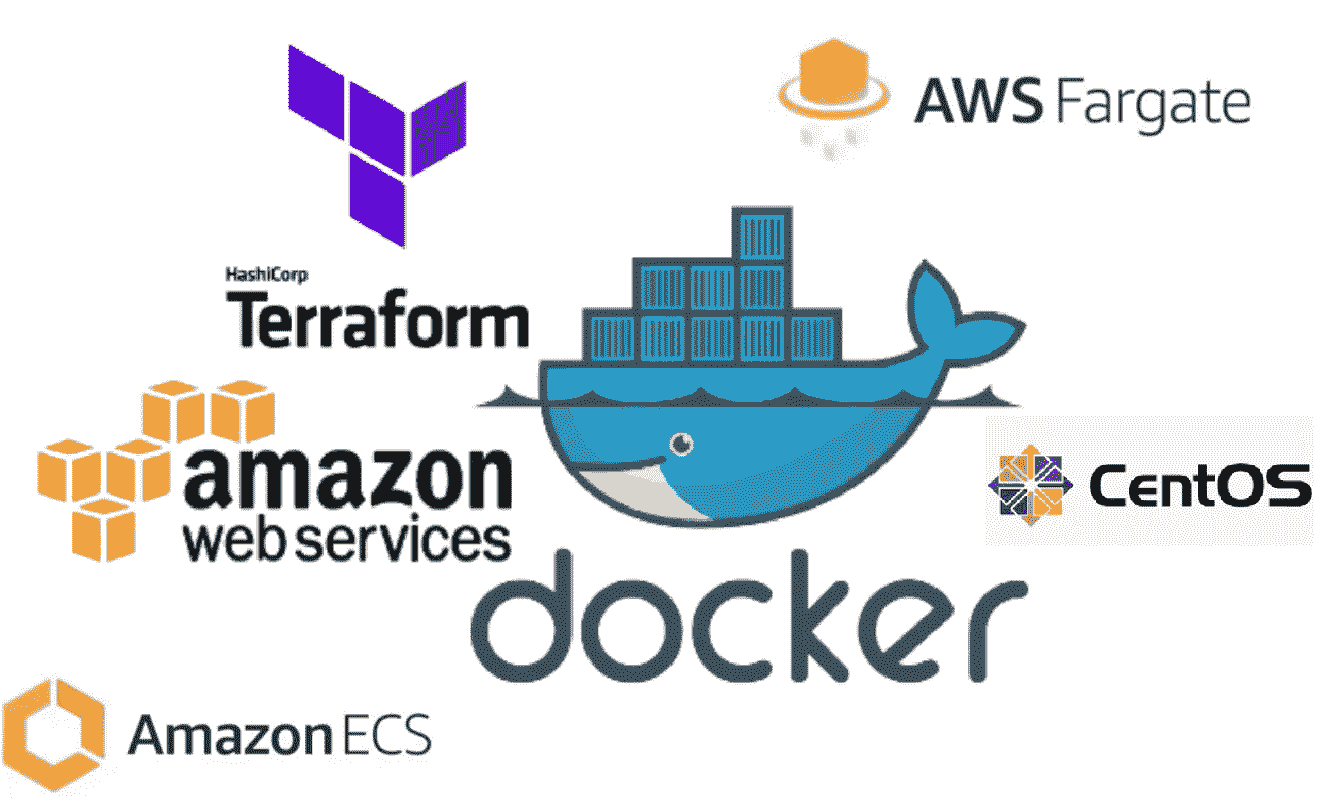 AWS Fargate
HashiCorp
Terraform
amazon
web services
CentOS
docker
Amazon ECS